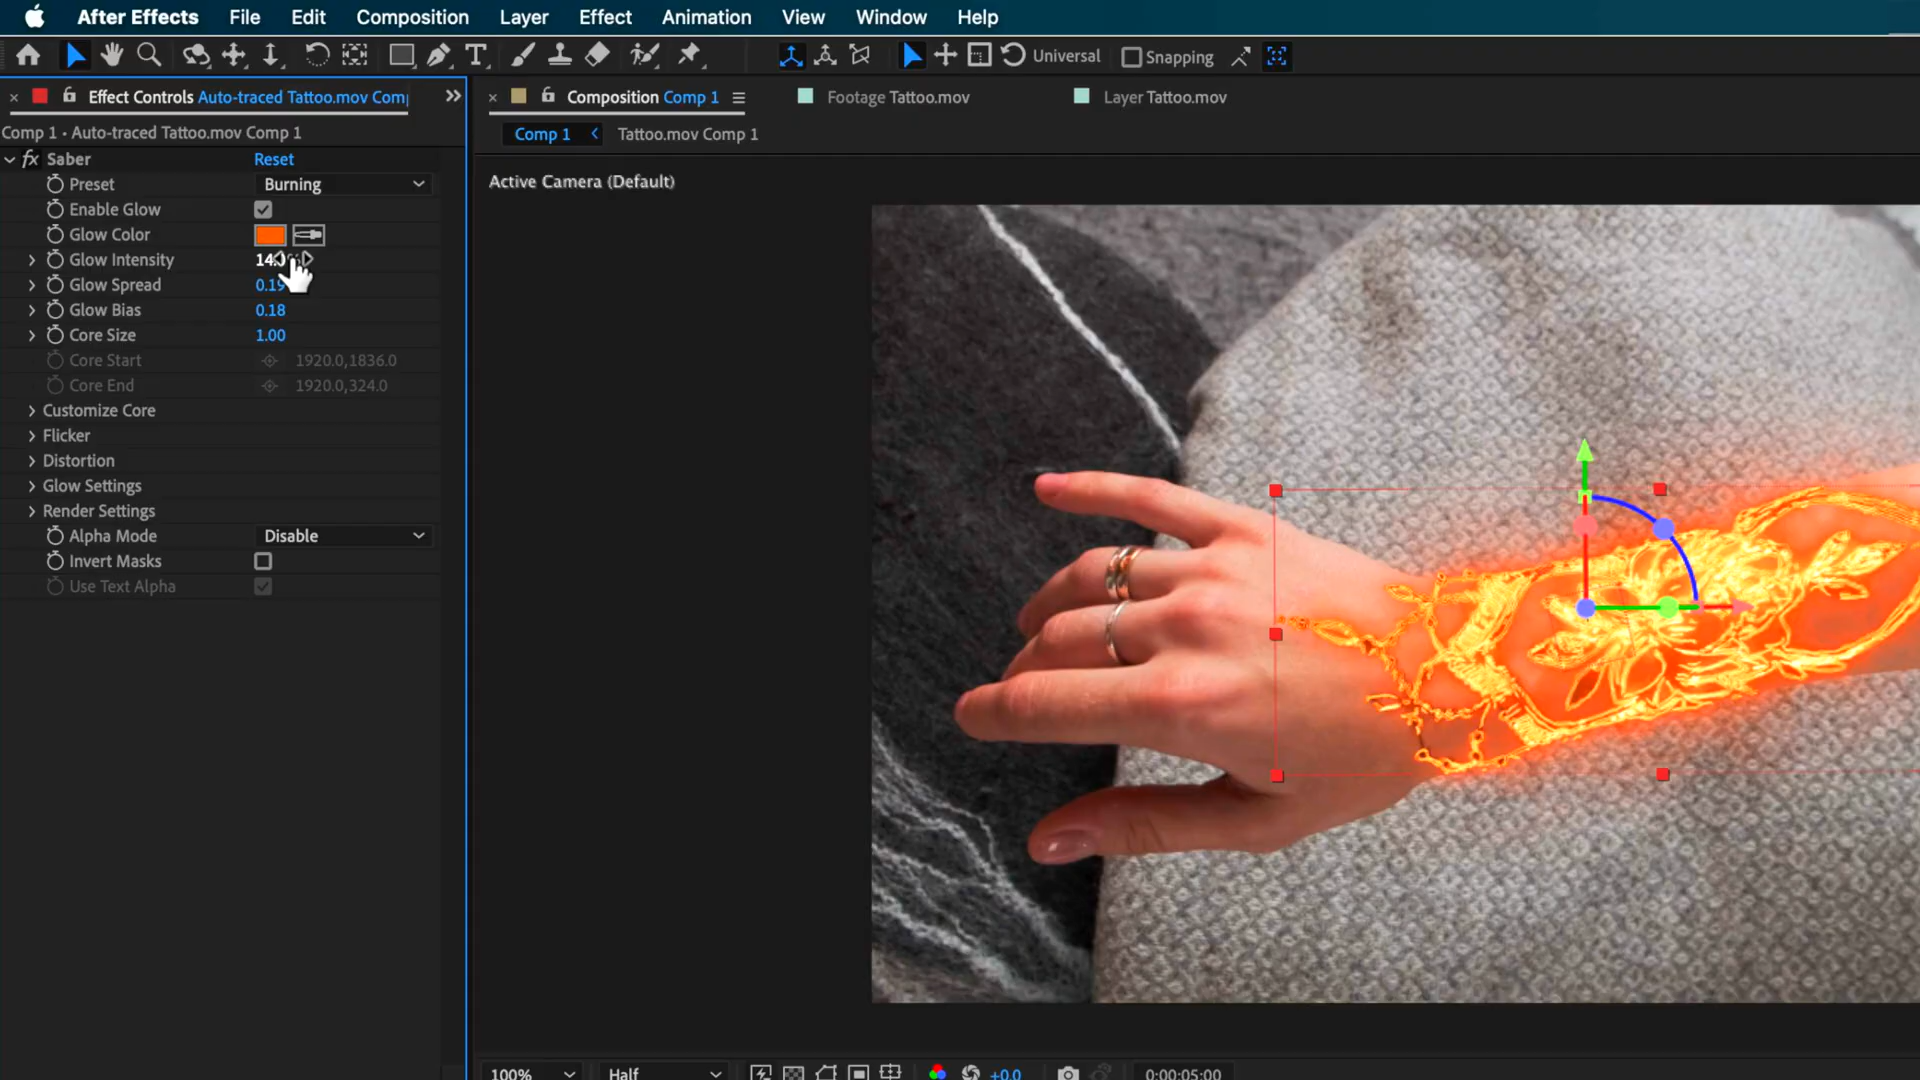 After Effects File Edit Composition Layer Effect Animation View Window Help
Universal Snapping
Effect Controls Auto-traced Tattoo.mov Comp
Composition Comp 1 Footage Tattoo.mov Layer Tattoo.mov
Comp 1 • Auto-traced Tattoo.mov Comp 1
Comp 1 Tattoo.mov Comp 1
fx Saber Reset
Active Camera (Default)
Preset Burning
Enable Glow
Glow Color
Glow Intensity
Glow Spread 0.19
Glow Bias 0.18
Core Size 1.00
Core Start 1920.0,1836.0
Core End 1920.0,324.0
Customize Core
Flicker
Distortion
Glow Settings
Render Settings
Alpha Mode Disable
Invert Masks
Use Text Alpha
100% Half +0.0 0:00:05:00